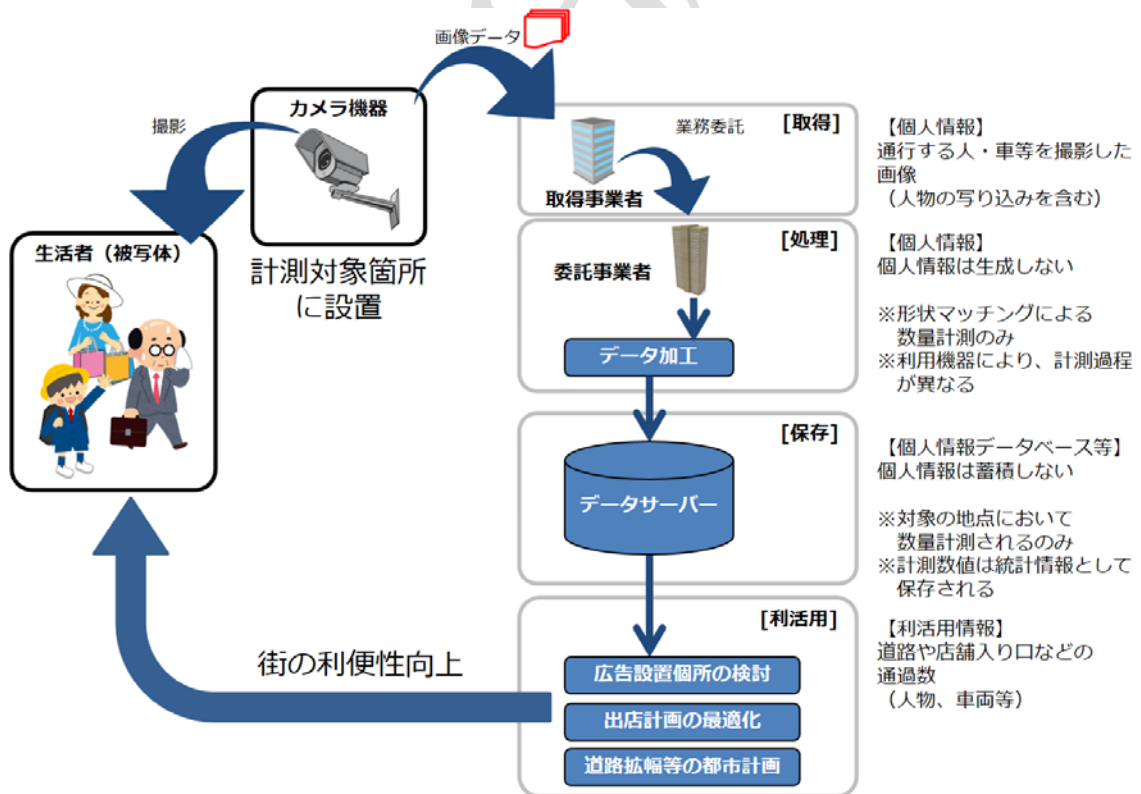 画像データ
カメラ機器
撮影
計測対象箇所
に設置
生活者（被写体）
[取得]
業務委託
取得事業者
【個人情報】
通行する人・車等を撮影した
画像
（人物の写り込みを含む）
[処理]
委託事業者
データ加工
【個人情報】
個人情報は生成しない
※形状マッチングによる
数量計測のみ
※利用機器により、計測過程
が異なる
[保存]
データサーバー
【個人情報データベース等】
個人情報は蓄積しない
※対象の地点において
数量計測されるのみ
※計測数値は統計情報として
保存される
[利活用]
広告設置個所の検討
出店計画の最適化
道路拡幅等の都市計画
【利活用情報】
道路や店舗入り口などの
通過数
（人物、車両等）
街の利便性向上